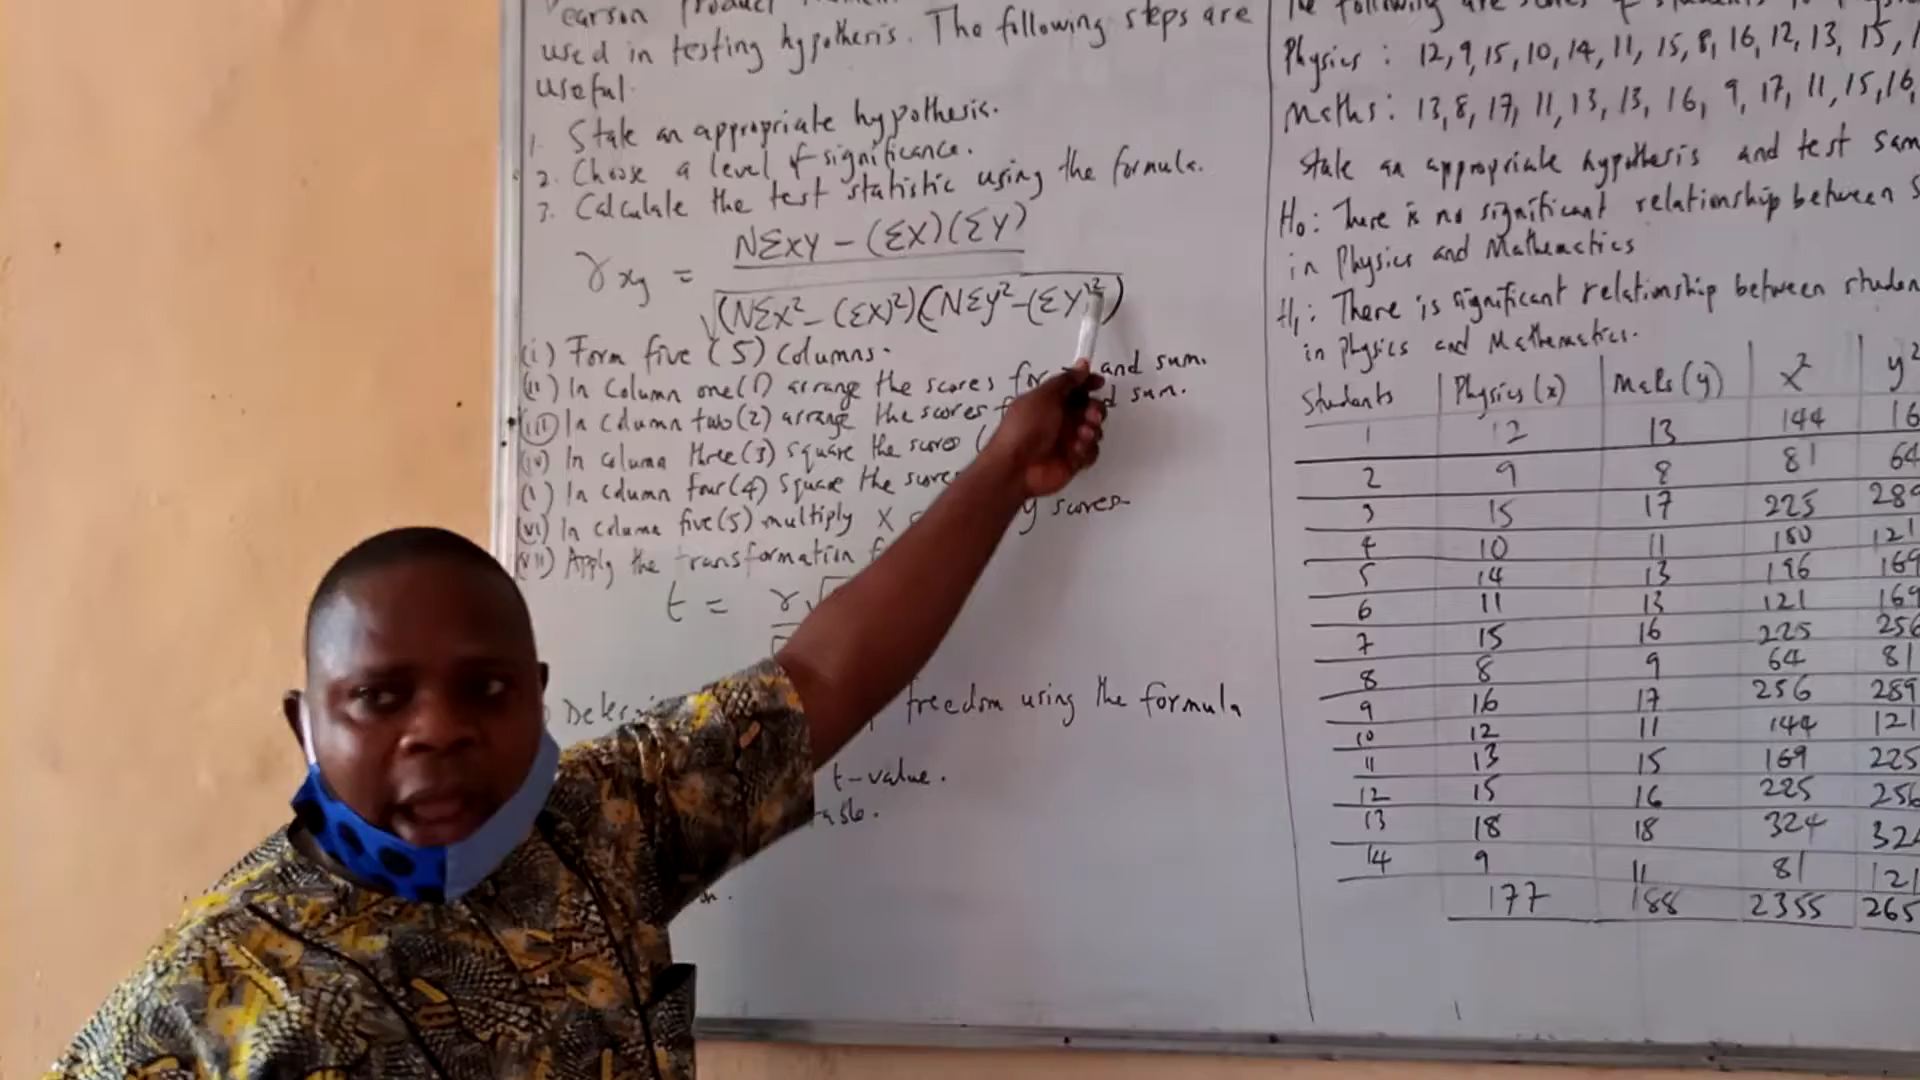 Pearson Product
used in testing hypothesis. The following steps are
useful.
1. State an appropriate hypothesis.
2. Choose a level of significance.
3. Calculate the test statistic using the formula.
rxy = NΣXY – (ΣX)(ΣY)
√(NΣX² – (ΣX)²)(NΣy² – (ΣY)²)
(i) Form five (5) Columns.
(ii) In Column one(1) arrange the scores for and sum.
(iii) In Column two(2) arrange the scores sum.
(iv) In Column three(3) square the scores
(v) In Column four(4) Square the scores
(vi) In Column five(5) multiply X y scores.
(vii) Apply the transformation
t = r√
freedom using the formula
t-value.
The following are scores of students in
Physics : 12, 9, 15, 10, 14, 11, 15, 8, 16, 12, 13, 15,
Maths: 13, 8, 17, 11, 13, 13, 16, 9, 17, 11, 15, 16,
State an appropriate hypothesis and test
H₀: There is no significant relationship between
in Physics and Mathematics
H₁: There is significant relationship between
in Physics and Mathematics.
Students Physics (x) Maths (y) x² y²
1 12 13 144 16
2 9 8 81 64
3 15 17 225 289
4 10 11 100 121
5 14 13 196 169
6 11 13 121 169
7 15 16 225 256
8 8 9 64 81
9 16 17 256 289
10 12 11 144 121
11 13 15 169 225
12 15 16 225 256
13 18 18 324 324
14 9 11 81 121
177 188 2355 265